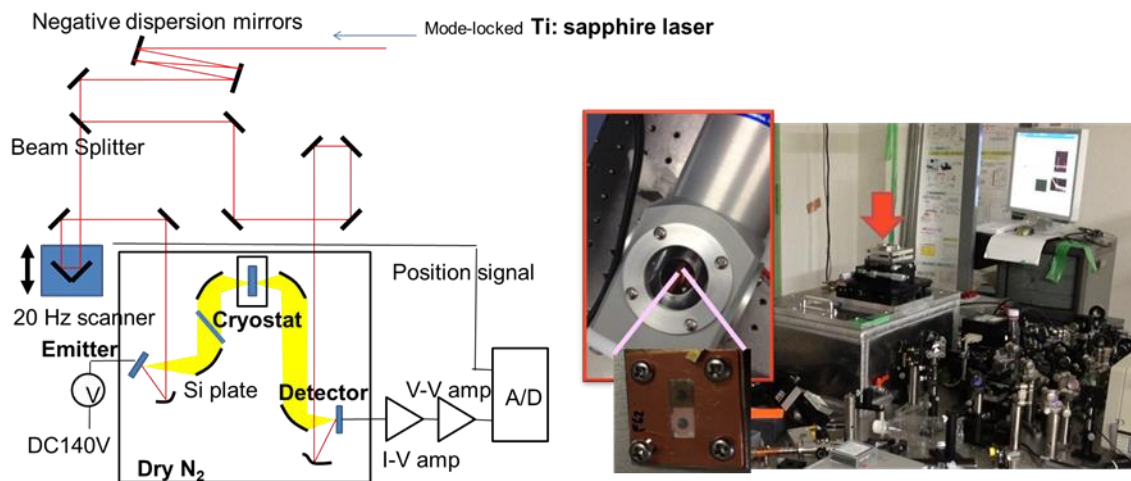 Negative dispersion mirrors
Mode-locked Ti: sapphire laser
Beam Splitter
Position signal
20 Hz scanner
Cryostat
Emitter
Si plate
Detector
V-V amp
A/D
V
DC140V
I-V amp
Dry N₂
F62